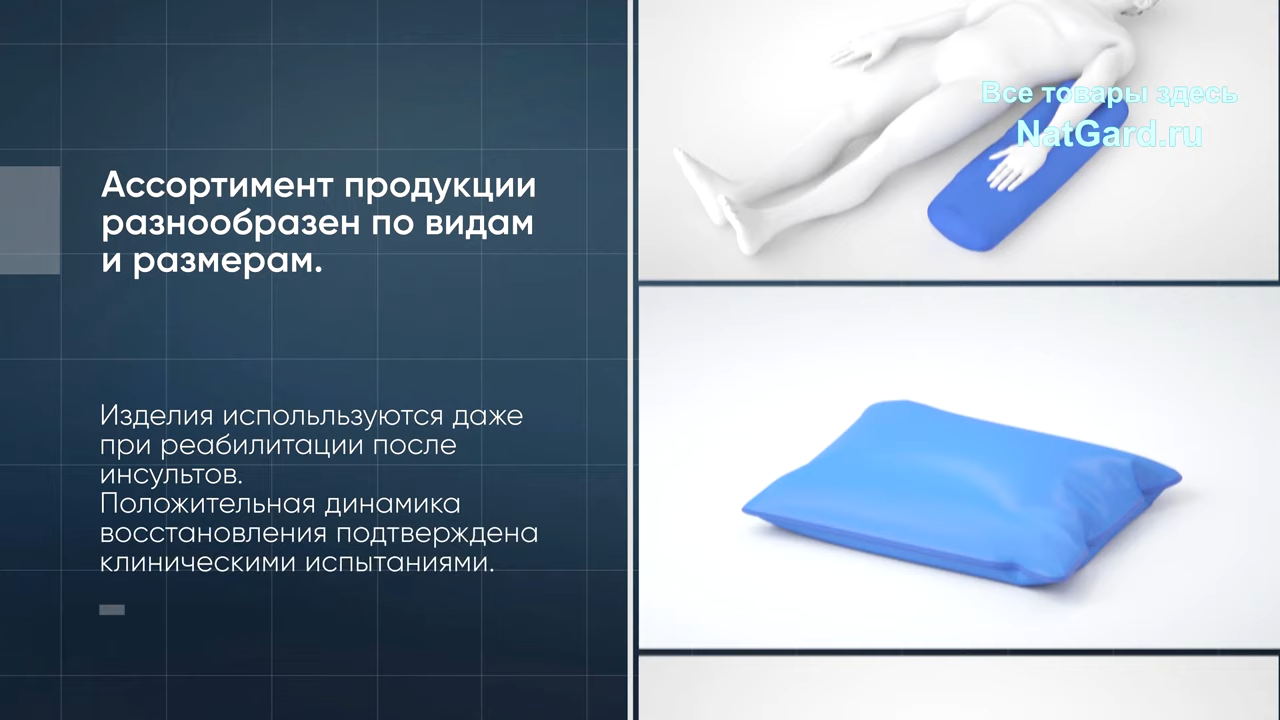 Ассортимент продукции
разнообразен по видам
и размерам.
Изделия испольльзуются даже
при реабилитации после
инсультов.
Положительная динамика
восстановления подтверждена
клиническими испытаниями.
Все товары здесь
NatGard.ru